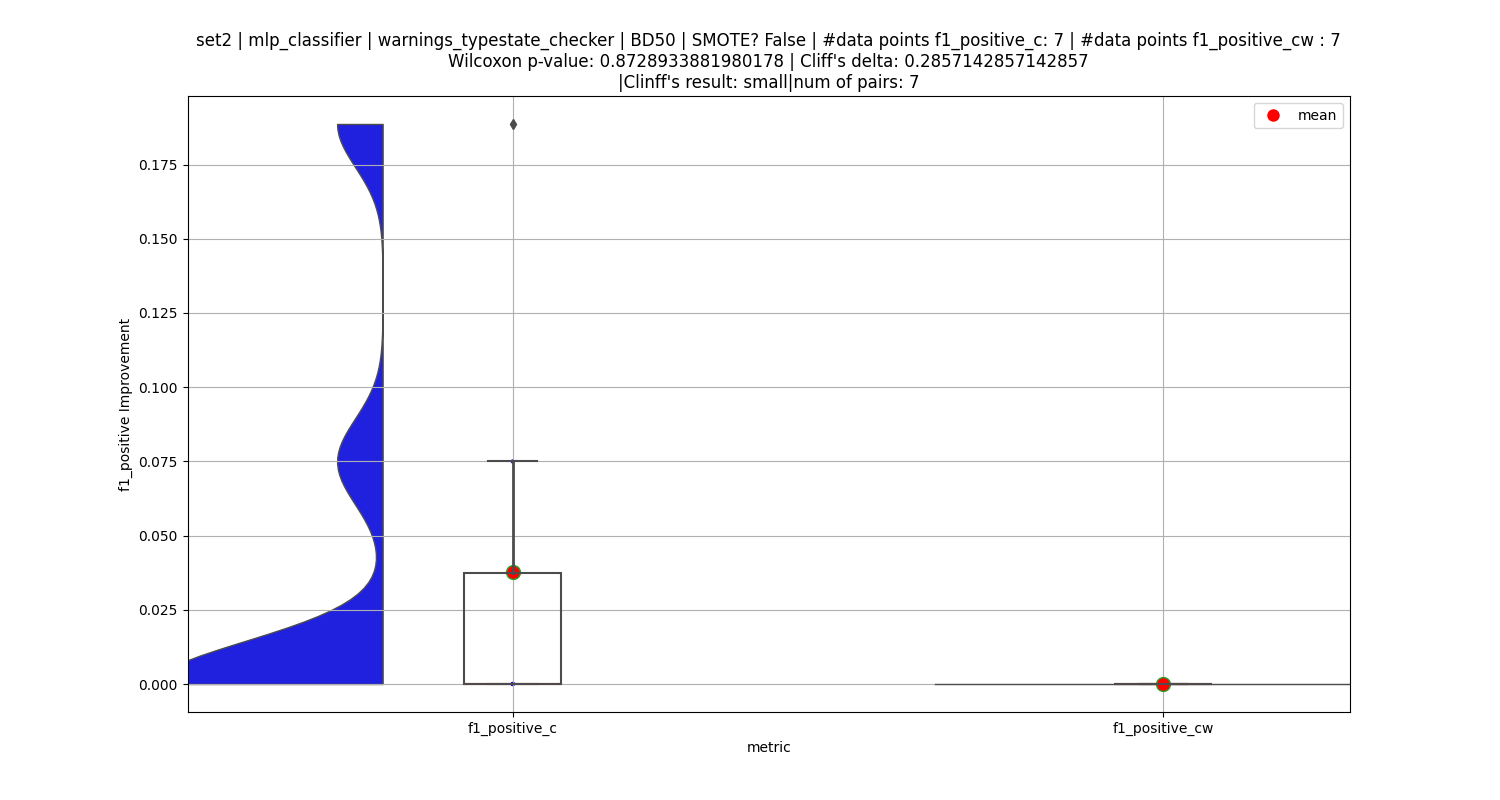 set2 | mlp_classifier | warnings_typestate_checker | BD50 | SMOTE? False | #data points f1_positive_c: 7 | #data points f1_positive_cw : 7
Wilcoxon p-value: 0.8728933881980178 | Cliff's delta: 0.2857142857142857
|Clinff's result: small|num of pairs: 7
mean
0.175
0.150
0.125
0.100
0.075
0.050
0.025
0.000
f1_positive Improvement
f1_positive_c
f1_positive_cw
metric